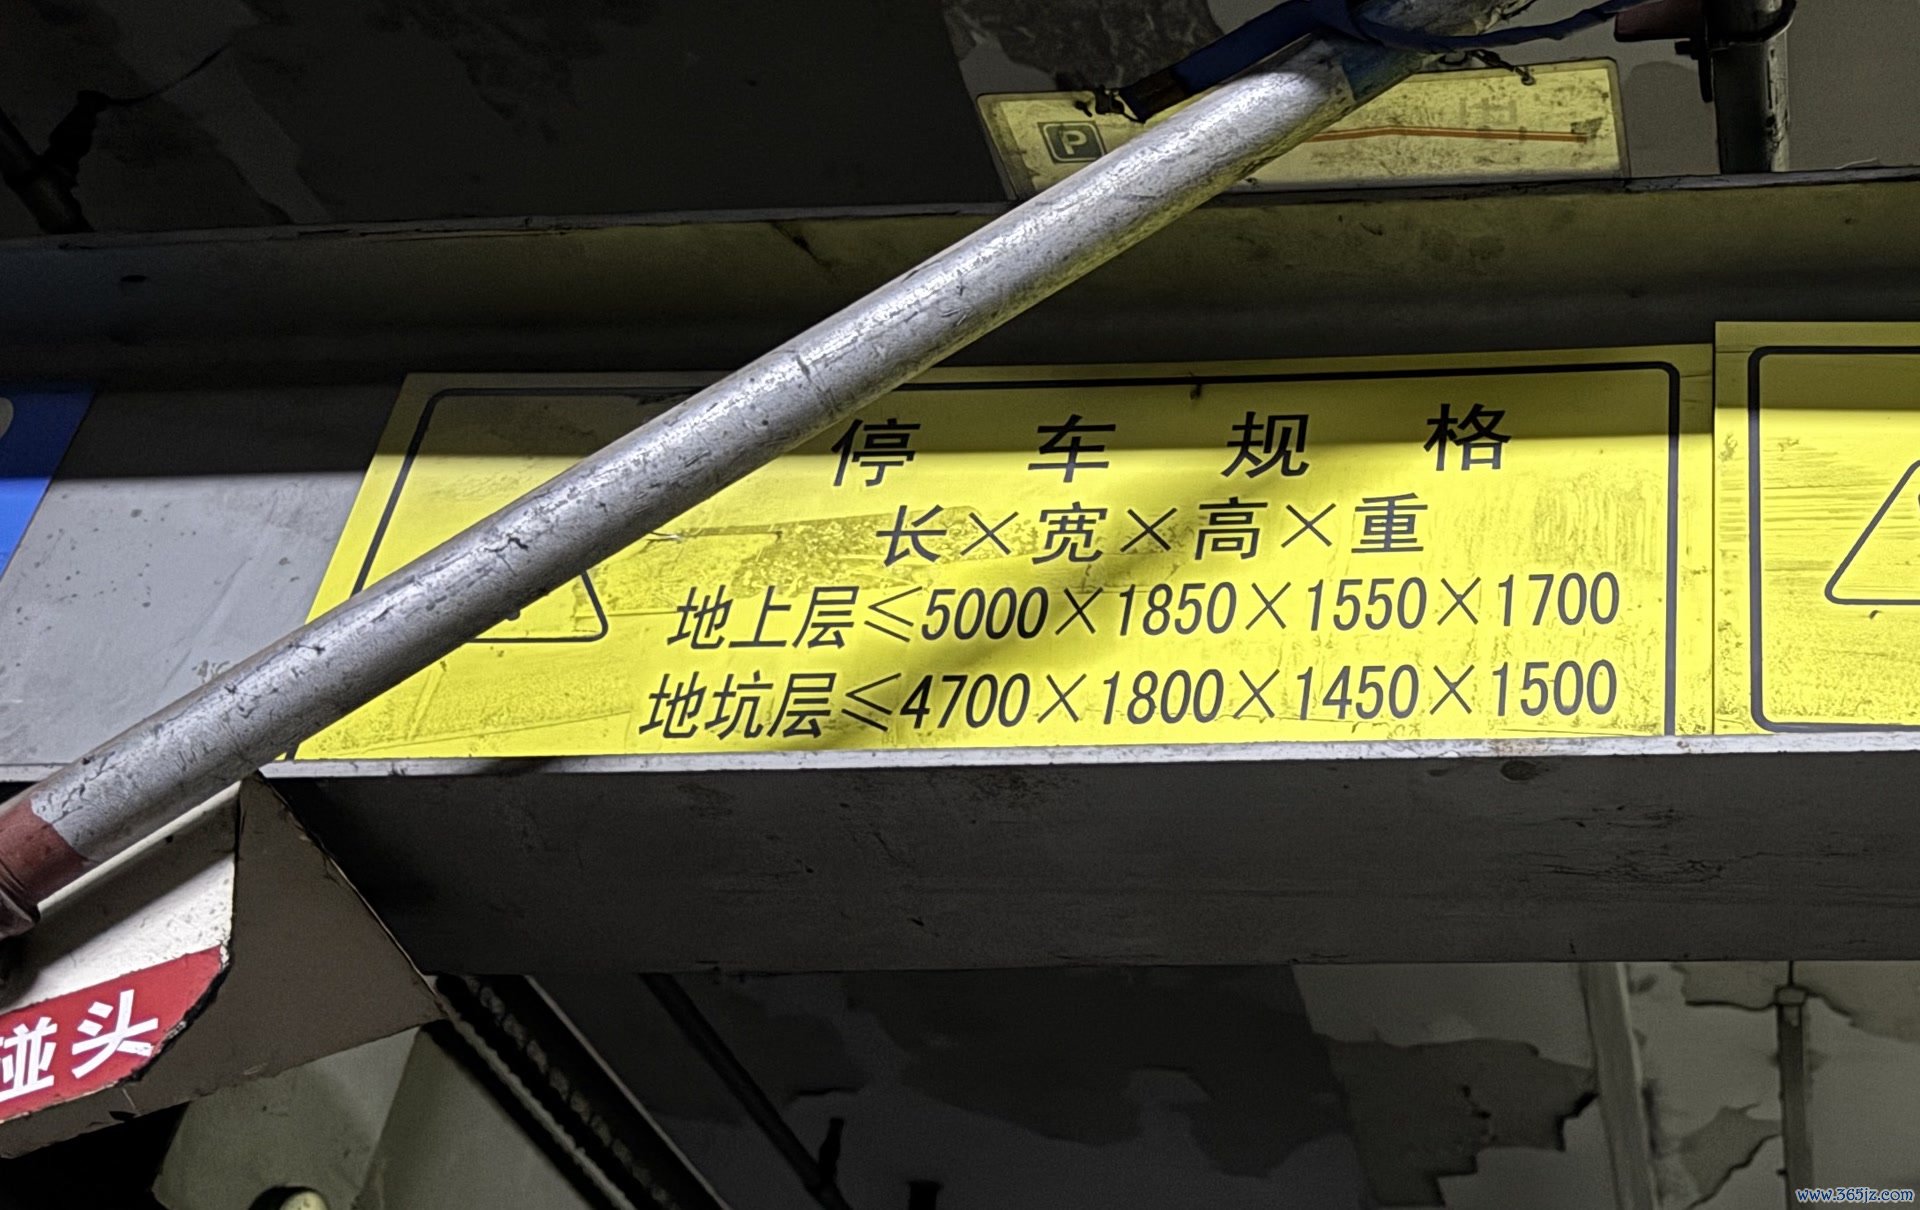 P
停车规格
长×宽×高×重
地上层≤5000×1850×1550×1700
地坑层≤4700×1800×1450×1500
碰头
www.365jz.com